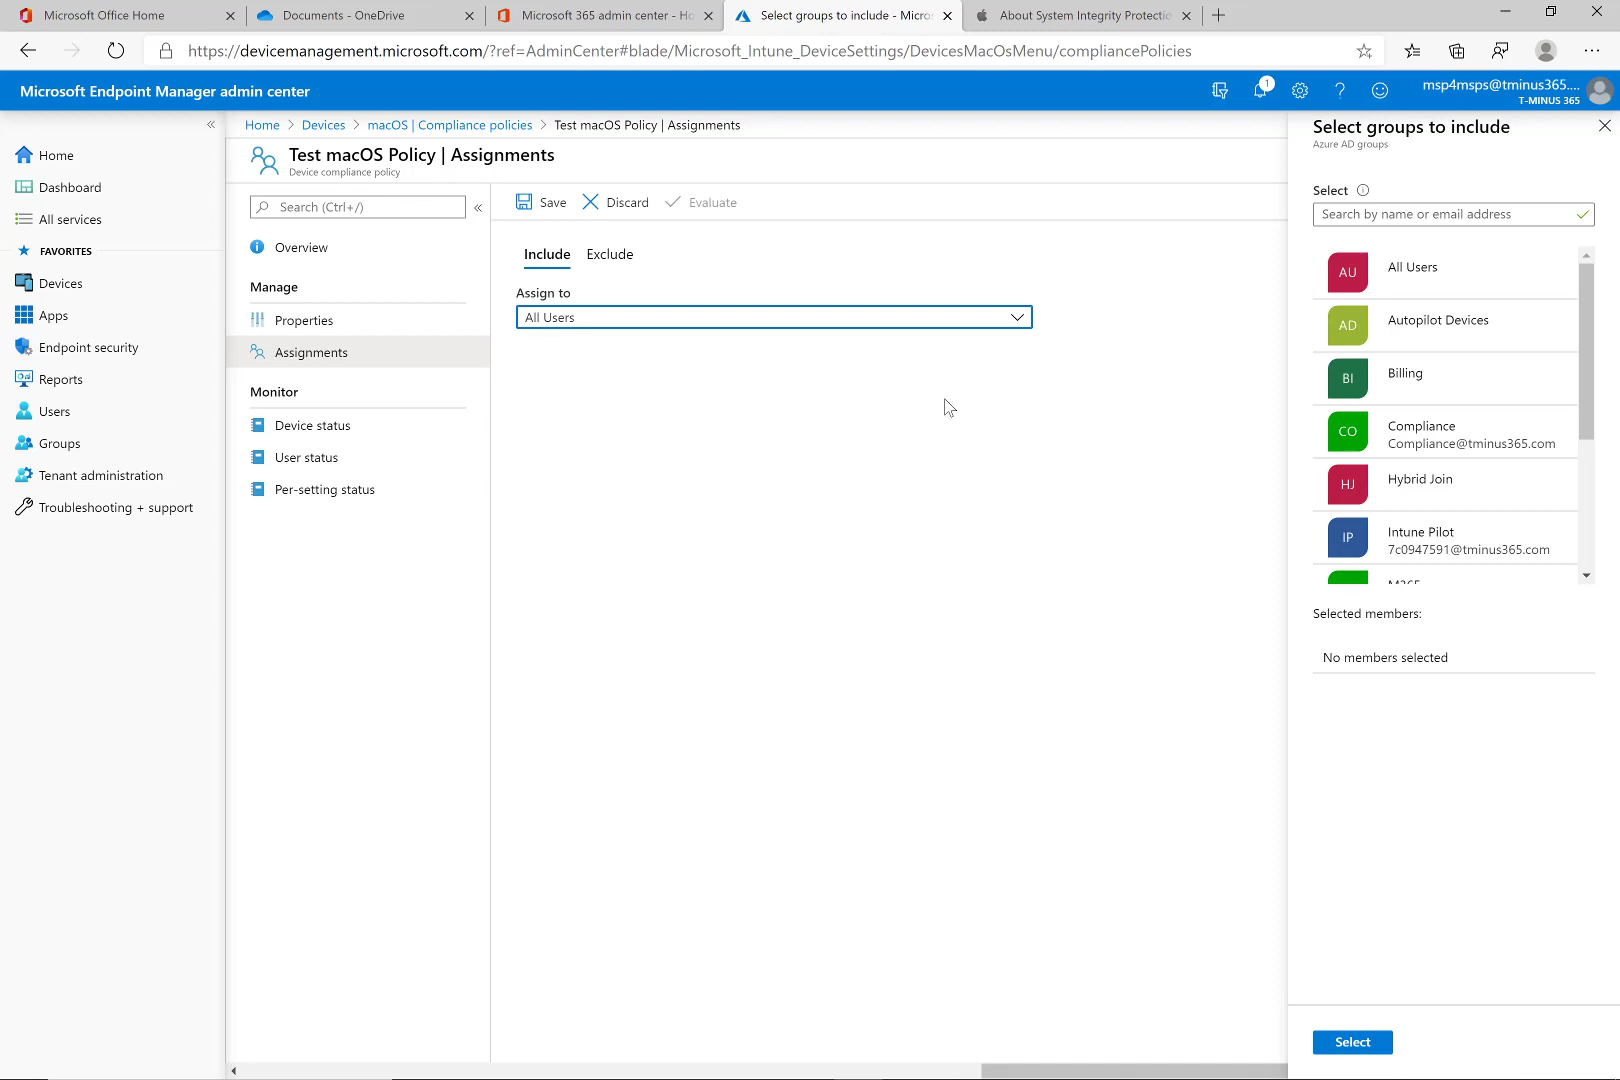 Microsoft Office Home
Documents - OneDrive
Microsoft 365 admin center - Ho
Select groups to include - Micros
About System Integrity Protectio
https://devicemanagement.microsoft.com/?ref=AdminCenter#blade/Microsoft_Intune_DeviceSettings/DevicesMacOsMenu/compliancePolicies
Microsoft Endpoint Manager admin center
1
msp4msps@tminus365....
T-MINUS 365
Home
Dashboard
All services
FAVORITES
Devices
Apps
Endpoint security
Reports
Users
Groups
Tenant administration
Troubleshooting + support
Home > Devices > macOS | Compliance policies > Test macOS Policy | Assignments
Test macOS Policy | Assignments
Device compliance policy
Search (Ctrl+/)
Overview
Manage
Properties
Assignments
Monitor
Device status
User status
Per-setting status
Save
Discard
Evaluate
Include
Exclude
Assign to
All Users
Select groups to include
Azure AD groups
Select
Search by name or email address
AU
All Users
AD
Autopilot Devices
BI
Billing
CO
Compliance
Compliance@tminus365.com
HJ
Hybrid Join
IP
Intune Pilot
7c0947591@tminus365.com
M365
Selected members:
No members selected
Select